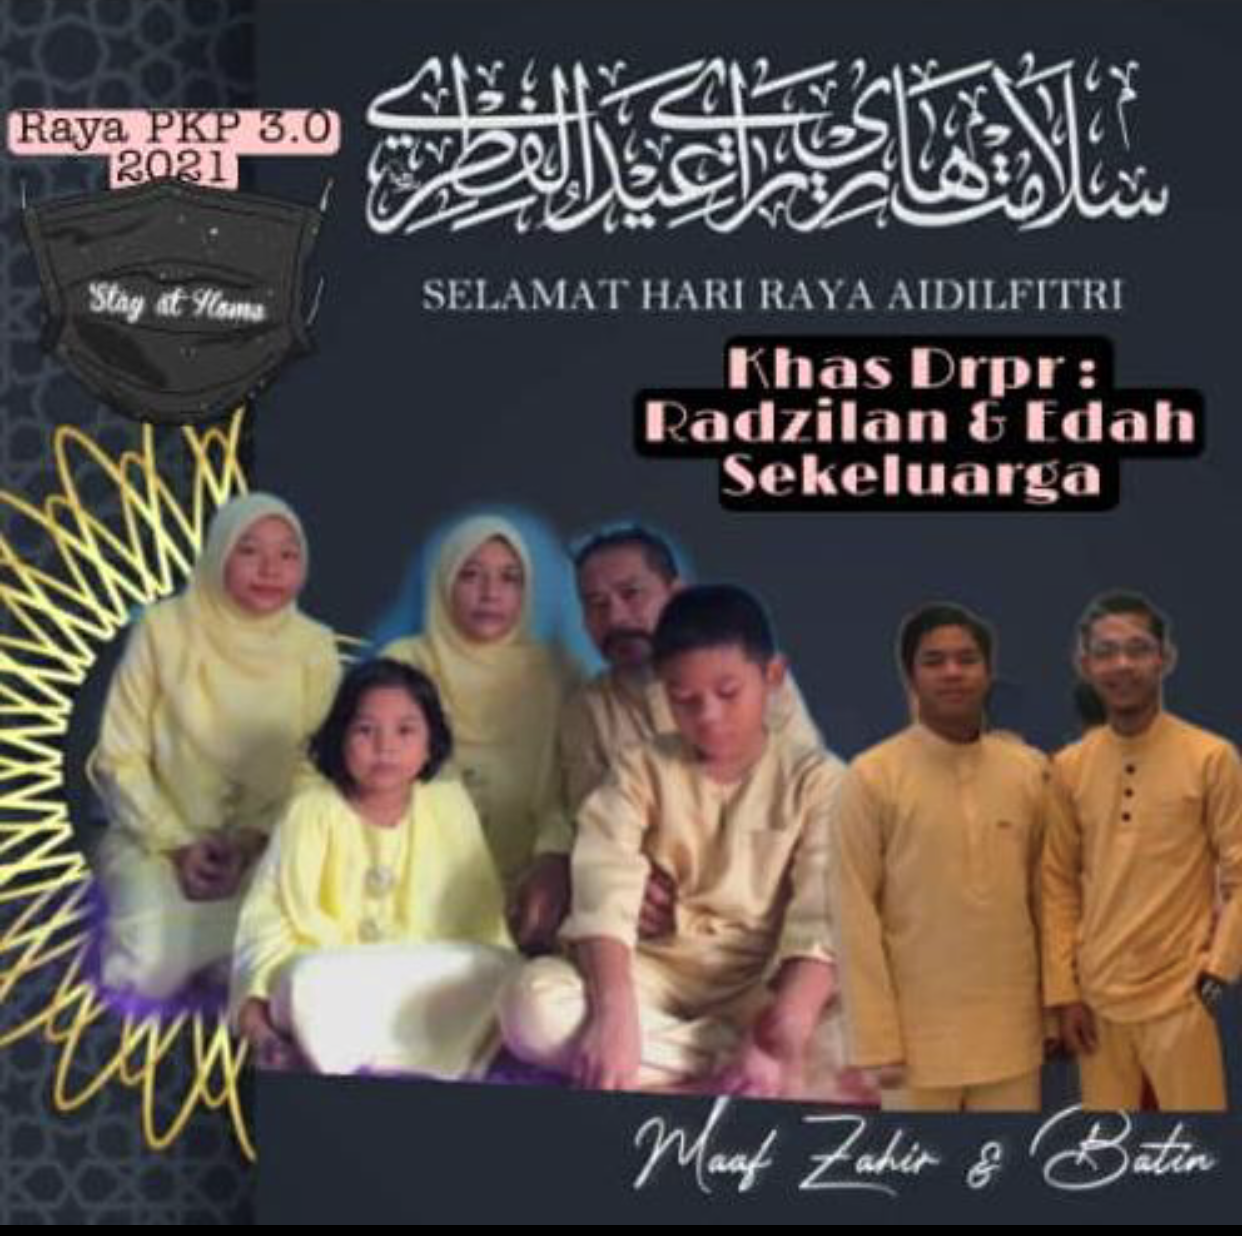 Raya PKP 3.0
2021
Stay at Home
سلامت هاري راي عيدالفطري
SELAMAT HARI RAYA AIDILFITRI
Khas Drpr :
Radzilan & Edah
Sekeluarga
Maaf Zahir & Batin